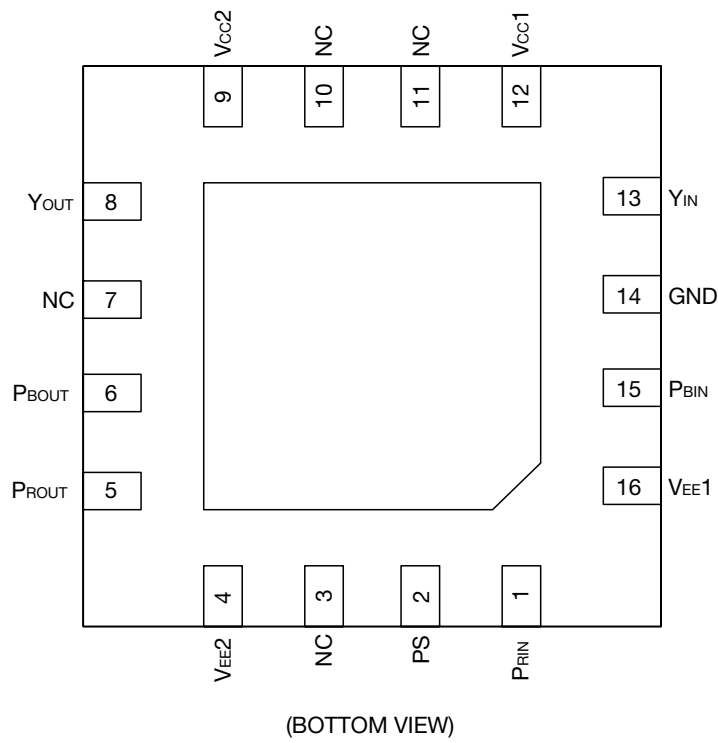 Vcc2 NC NC Vcc1
9 10 11 12
YOUT 8 13 YIN
NC 7 14 GND
PBOUT 6 15 PBIN
PROUT 5 16 VEE1
4 3 2 1
VEE2 NC PS PRIN
(BOTTOM VIEW)